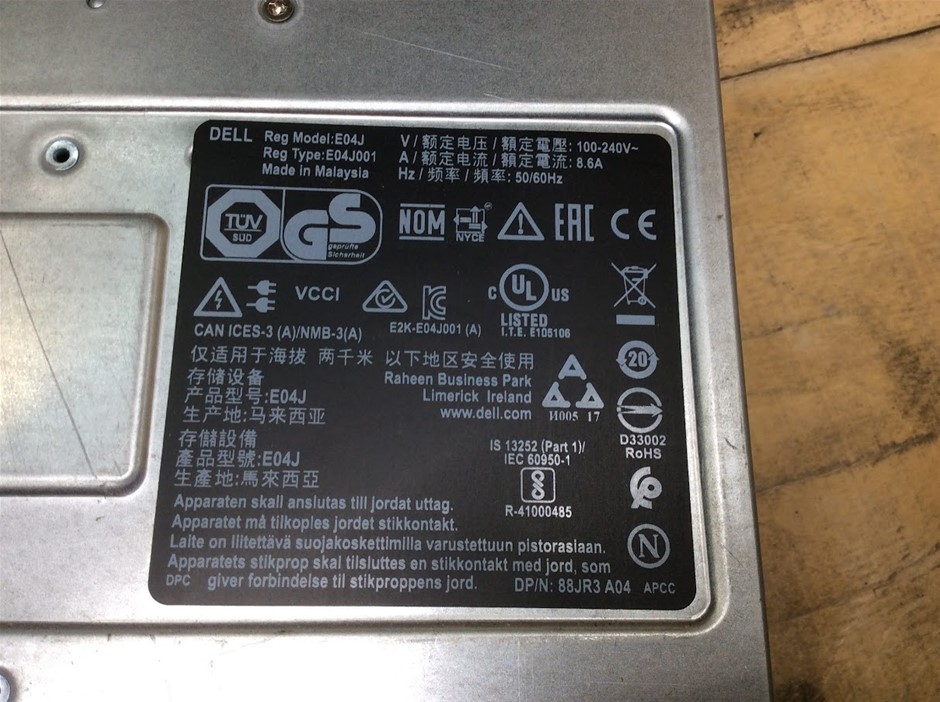 DELL Reg Model:E04J
Reg Type:E04J001
Made in Malaysia
V / 额定电压 / 額定電壓: 100-240V~
A / 额定电流 / 額定電流: 8.6A
Hz / 频率 / 頻率: 50/60Hz
TÜV
SÜD
GS
geprüfte
Sicherheit
NOM
NYCE
EAC
CE
VCCI
E2K-E04J001 (A)
C UL US
LISTED
I.T.E. E105106
CAN ICES-3 (A)/NMB-3(A)
仅适用于海拔 两千米 以下地区安全使用
存储设备
产品型号:E04J
生产地:马来西亚
存儲設備
產品型號:E04J
生產地:馬來西亞
Raheen Business Park
Limerick Ireland
www.dell.com
И005 17
20
D33002
RoHS
IS 13252 (Part 1)/
IEC 60950-1
R-41000485
N
Apparaten skall anslutas till jordat uttag.
Apparatet må tilkoples jordet stikkontakt.
Laite on liitettävä suojakoskettimilla varustettuun pistorasiaan.
Apparatets stikprop skal tilsluttes en stikkontakt med jord, som
giver forbindelse til stikproppens jord.
DPC
DP/N: 88JR3 A04
APCC